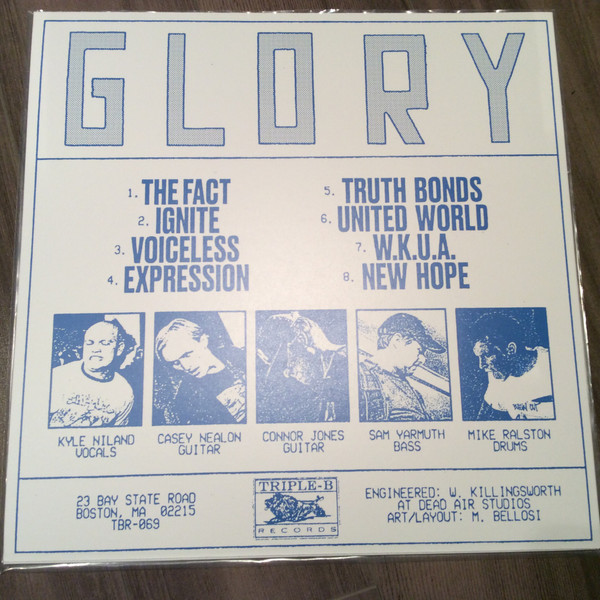 GLORY
1. THE FACT
2. IGNITE
3. VOICELESS
4. EXPRESSION
5. TRUTH BONDS
6. UNITED WORLD
7. W.K.U.A.
8. NEW HOPE
KYLE NILAND
VOCALS
CASEY NEALON
GUITAR
CONNOR JONES
GUITAR
SAM YARMUTH
BASS
MIKE RALSTON
DRUMS
23 BAY STATE ROAD
BOSTON, MA 02215
TBR-069
TRIPLE-B
RECORDS
ENGINEERED: W. KILLINGSWORTH
AT DEAD AIR STUDIOS
ART/LAYOUT: M. BELLOSI